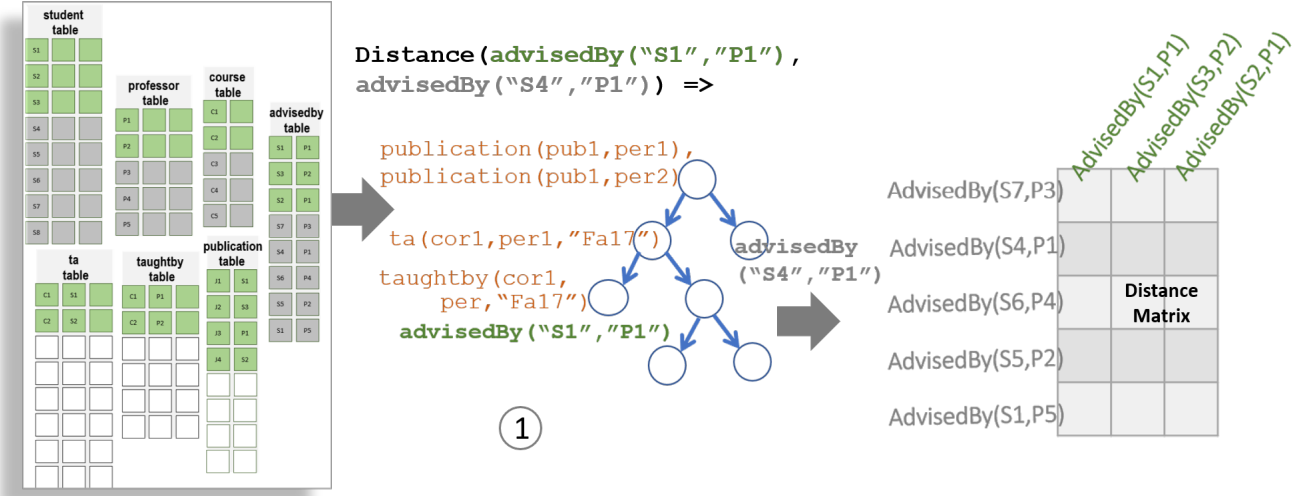 student
table
S1
S2
S3
S4
S5
S6
S7
S8
professor
table
P1
P2
P3
P4
P5
course
table
C1
C2
C3
C4
C5
advisedby
table
S1 P1
S3 P2
S2 P1
S7 P3
S4 P1
S6 P4
S5 P2
S1 P5
ta
table
C1 S1
C2 S2
taughtby
table
C1 P1
C2 P2
publication
table
J1 S1
J2 S3
J3 P1
J4 S2
Distance(advisedBy(“S1”,”P1”),
advisedBy(“S4”,”P1”)) =>
publication(pub1,per1),
publication(pub1,per2)
ta(cor1,per1,”Fa17”)
taughtby(cor1,
per,“Fa17”)
advisedBy(“S1”,”P1”)
advisedBy
(“S4”,”P1”)
1
AdvisedBy(S1,P1)
AdvisedBy(S3,P2)
AdvisedBy(S2,P1)
AdvisedBy(S7,P3)
AdvisedBy(S4,P1)
AdvisedBy(S6,P4)
AdvisedBy(S5,P2)
AdvisedBy(S1,P5)
Distance
Matrix